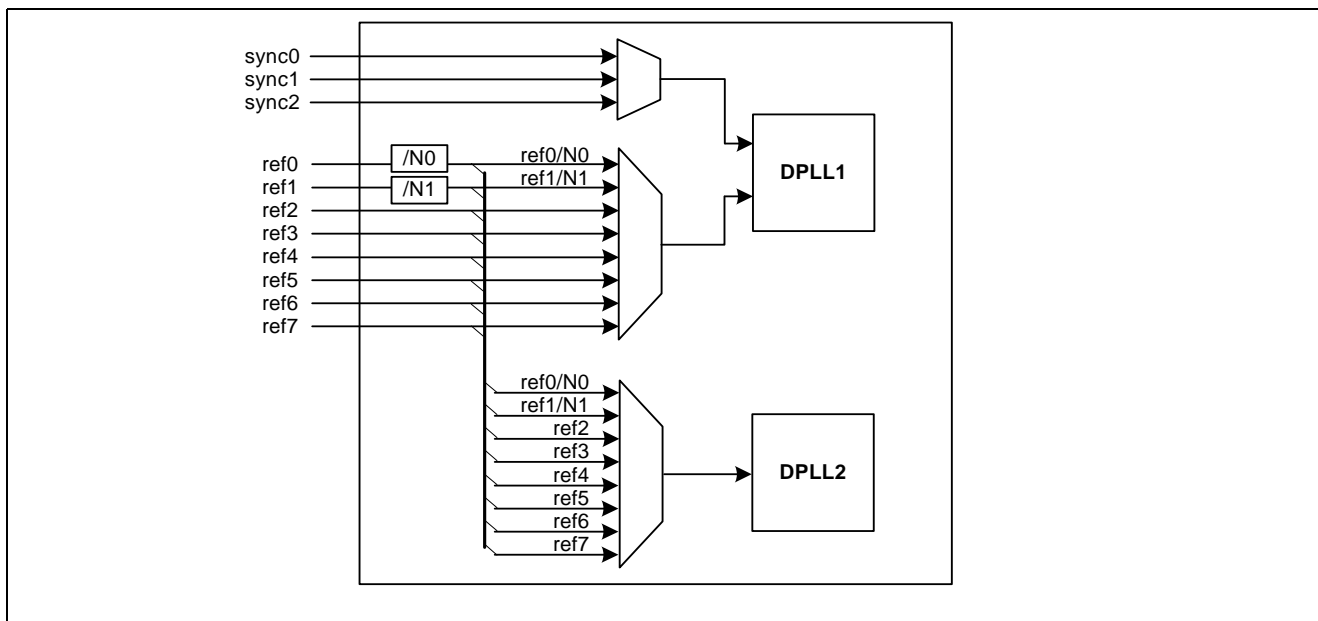 sync0
sync1
sync2
DPLL1
ref0
/N0
ref0/N0
ref1
/N1
ref1/N1
ref2
ref3
ref4
ref5
ref6
ref7
ref0/N0
ref1/N1
ref2
ref3
ref4
ref5
ref6
ref7
DPLL2